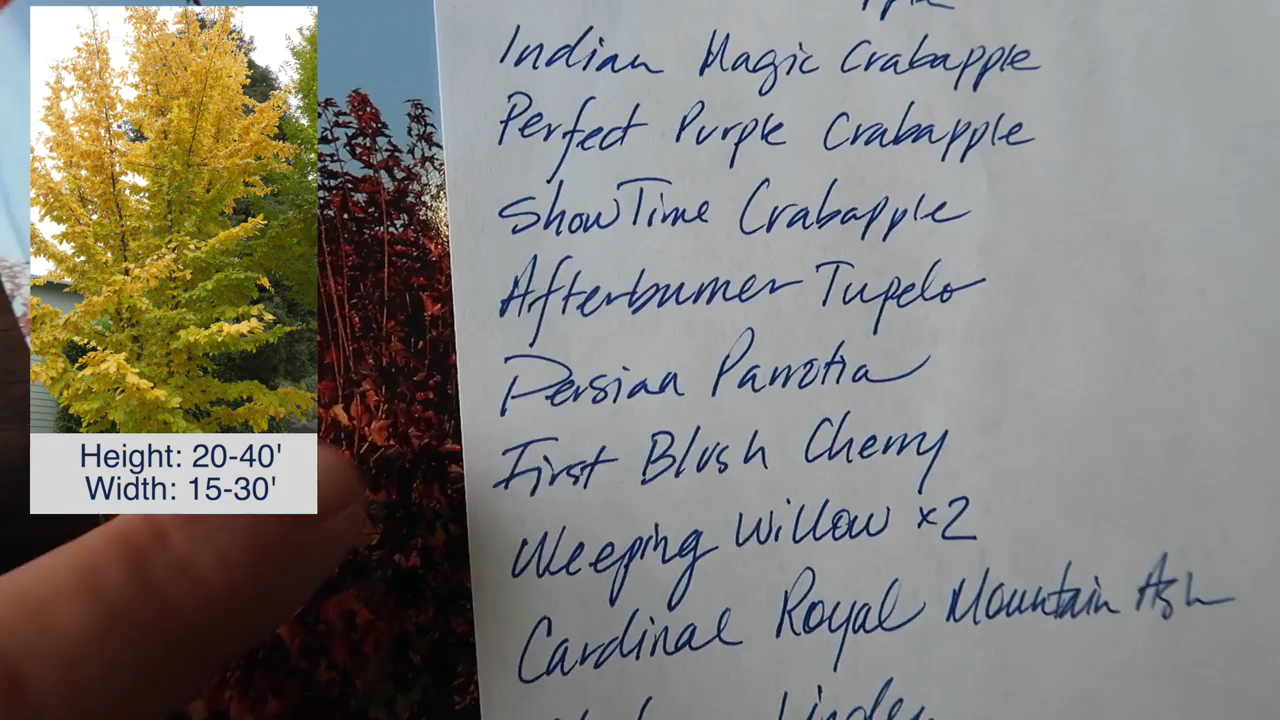 Indian Magic Crabapple
Perfect Purple Crabapple
ShowTime Crabapple
Afterburner Tupelo
Persian Parrotia
First Blush Cherry
Weeping Willow x2
Cardinal Royal Mountain Ash
Linden
Height: 20-40'
Width: 15-30'